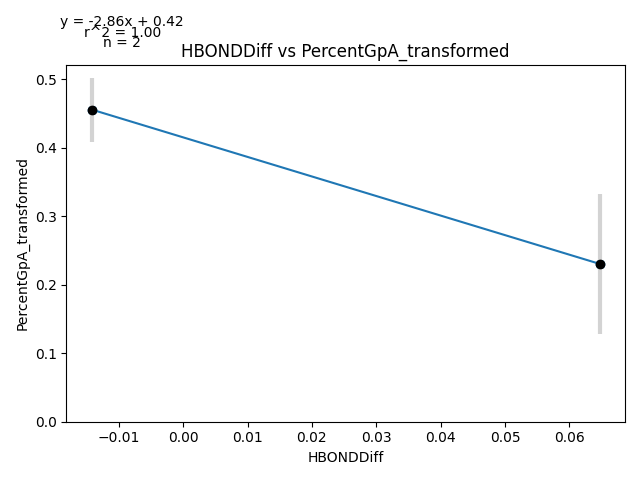 y = -2.86x + 0.42
r^2 = 1.00
n = 2
HBONDDiff vs PercentGpA_transformed
PercentGpA_transformed
0.5
0.4
0.3
0.2
0.1
0.0
−0.01 0.00 0.01 0.02 0.03 0.04 0.05 0.06
HBONDDiff